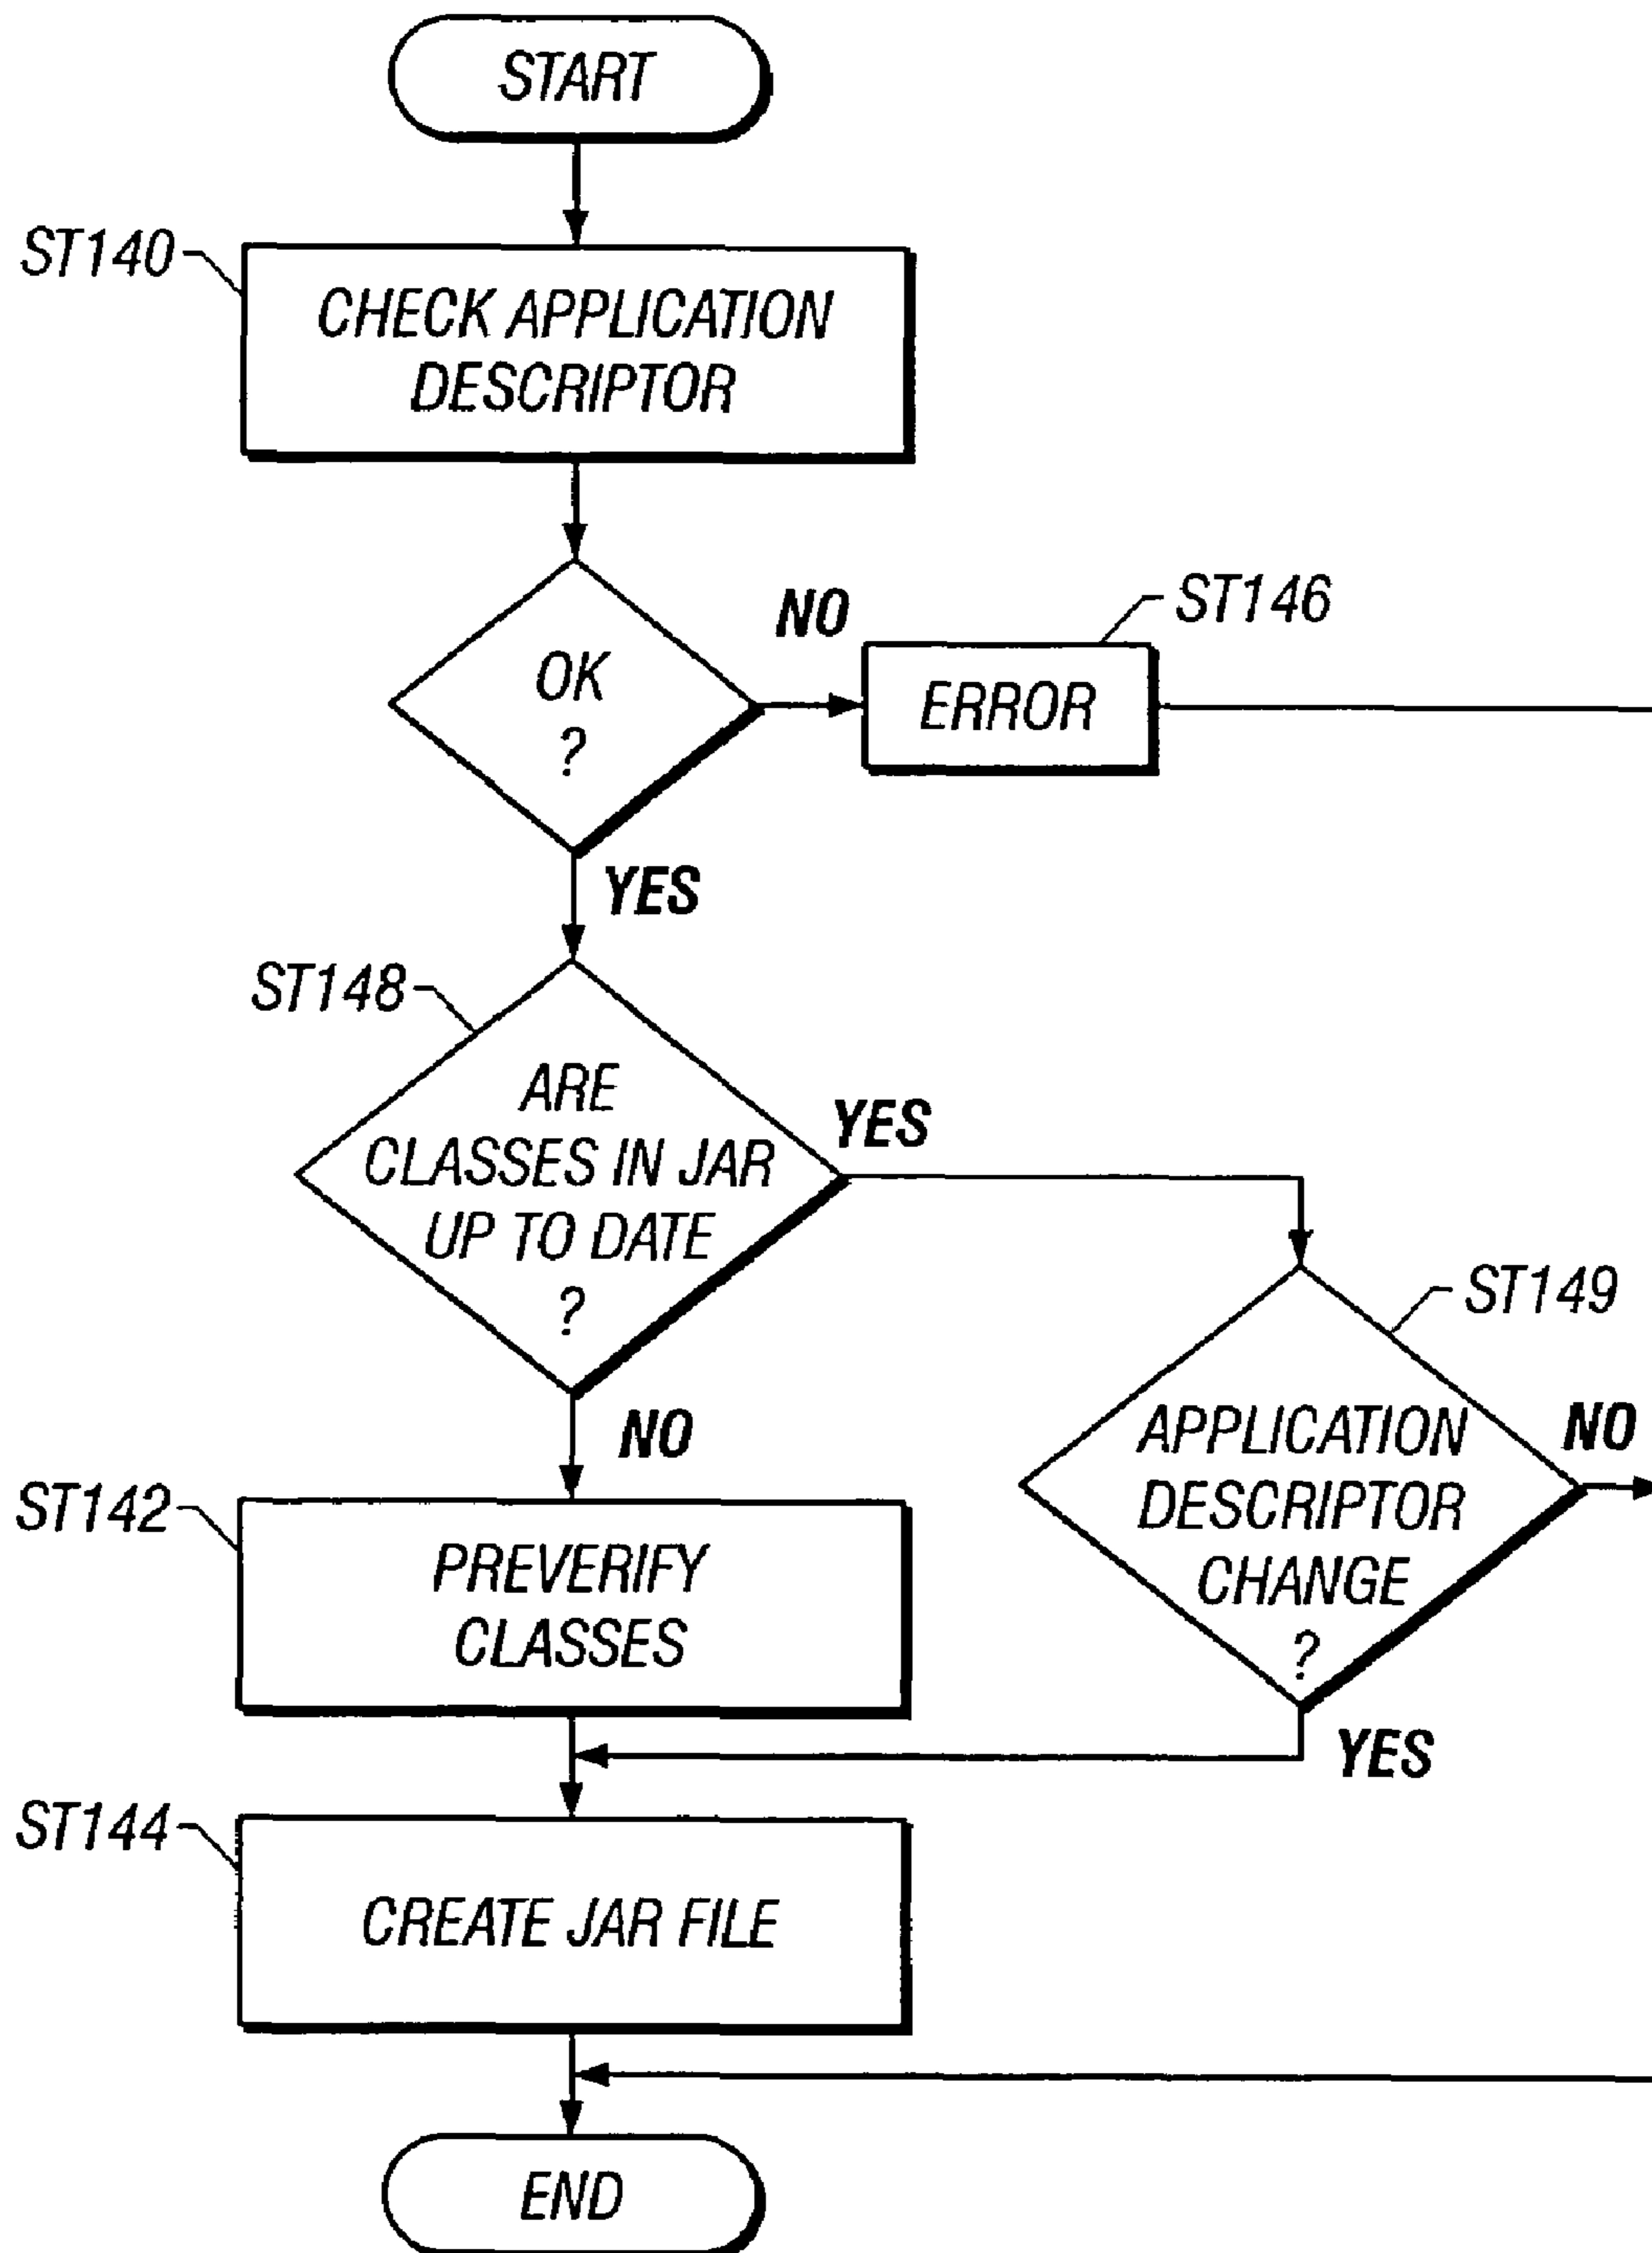 START
ST140
CHECK APPLICATION
DESCRIPTOR
OK
?
NO
ST146
ERROR
YES
ST148
ARE
CLASSES IN JAR
UP TO DATE
?
YES
ST149
APPLICATION
DESCRIPTOR
CHANGE
?
NO
YES
NO
ST142
PREVERIFY
CLASSES
ST144
CREATE JAR FILE
END